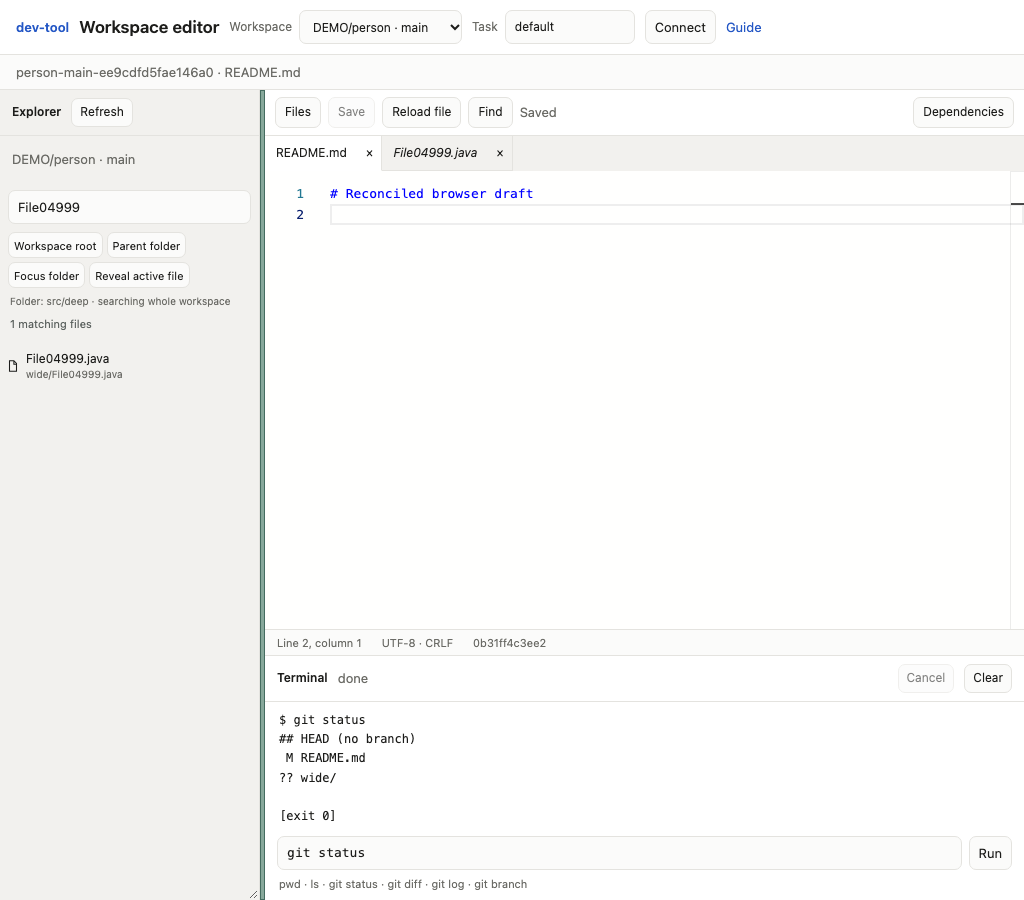 dev-tool Workspace editor Workspace DEMO/person · main Task default Connect Guide
person-main-ee9cdfd5fae146a0 · README.md
Explorer Refresh
Files Save Reload file Find Saved Dependencies
DEMO/person · main
README.md × File04999.java ×
File04999
Workspace root Parent folder
Focus folder Reveal active file
Folder: src/deep · searching whole workspace
1 matching files
File04999.java
wide/File04999.java
1 # Reconciled browser draft
2
Line 2, column 1 UTF-8 · CRLF 0b31ff4c3ee2
Terminal done Cancel Clear
$ git status
## HEAD (no branch)
 M README.md
?? wide/
[exit 0]
git status Run
pwd · ls · git status · git diff · git log · git branch